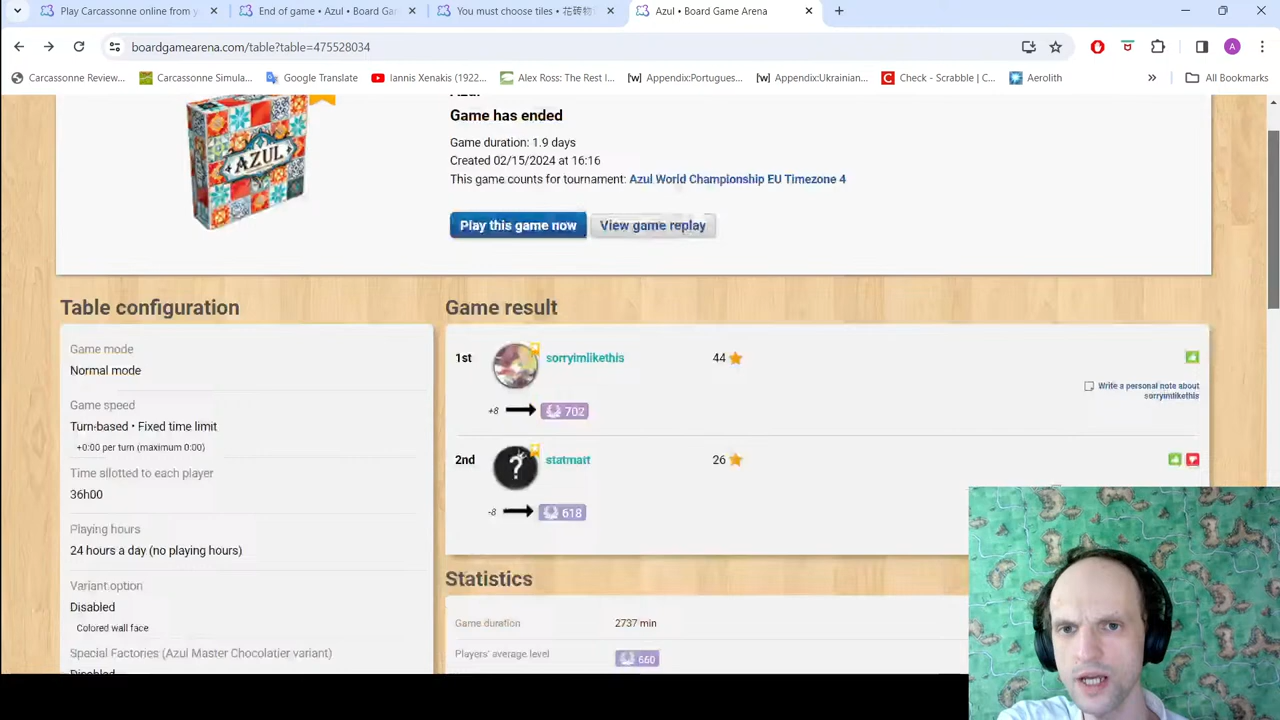 Play Carcassonne online from y
End of game • Azul • Board Ga
You must choose tiles • 花磚物
Azul • Board Game Arena
boardgamearena.com/table?table=475528034
Carcassonne Review...
Carcassonne Simula...
Google Translate
Iannis Xenakis (1922...
Alex Ross: The Rest I...
[w] Appendix:Portugues...
[w] Appendix:Ukrainian...
Check - Scrabble | C...
Aerolith
All Bookmarks
AZUL
Game has ended
Game duration: 1.9 days
Created 02/15/2024 at 16:16
This game counts for tournament: Azul World Championship EU Timezone 4
Play this game now
View game replay
Table configuration
Game mode
Normal mode
Game speed
Turn-based • Fixed time limit
+0:00 per turn (maximum 0:00)
Time allotted to each player
36h00
Playing hours
24 hours a day (no playing hours)
Variant option
Disabled
Colored wall face
Special Factories (Azul Master Chocolatier variant)
Disabled
Game result
1st sorryimlikethis 44
Write a personal note about
sorryimlikethis
+8 702
2nd statmatt 26
-8 618
Statistics
Game duration 2737 min
Players' average level 660